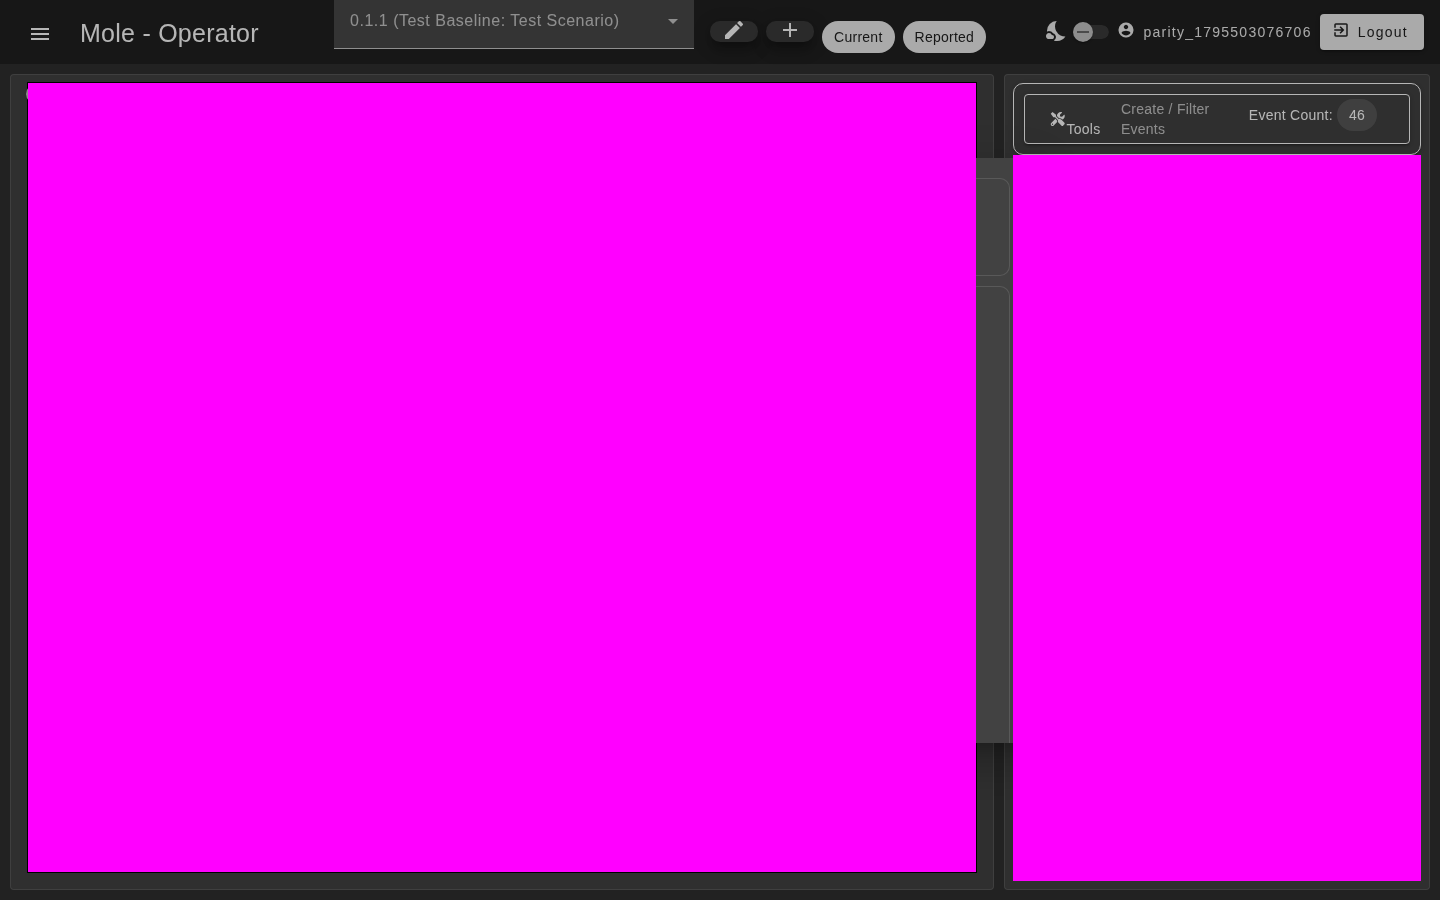 Mole - Operator
0.1.1 (Test Baseline: Test Scenario)
Current
Reported
parity_1795503076706
Logout
Tools
Create / Filter
Events
Event Count: 46